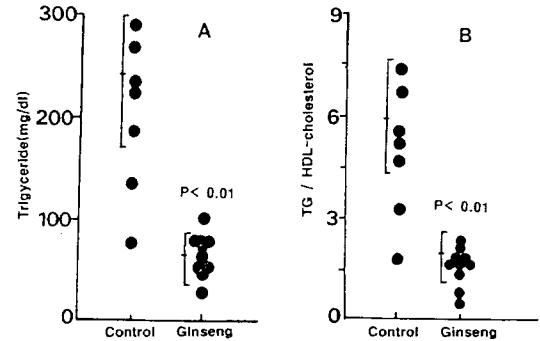 A
Triglyceride(mg/dl)
300
200
100
0
P< 0.01
Control
Ginseng
B
TG / HDL-cholesterol
9
6
3
0
P< 0.01
Control
Ginseng